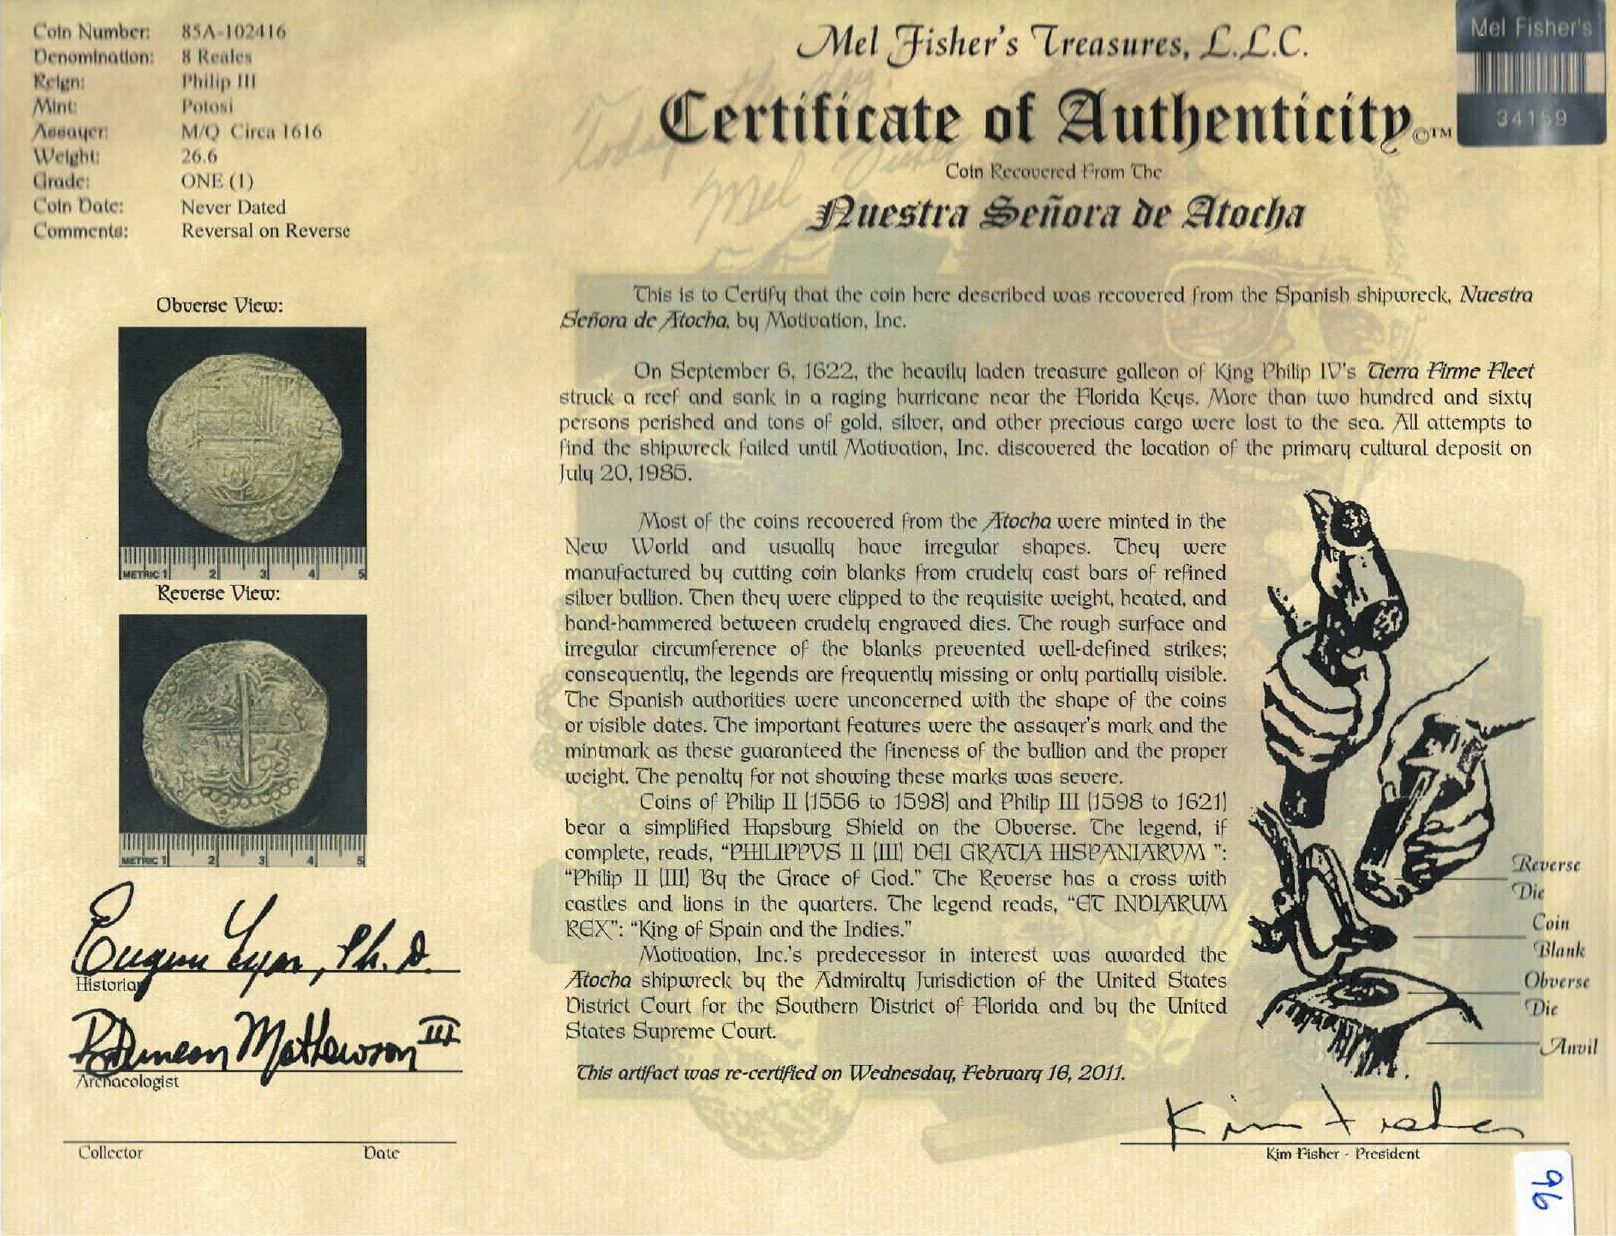 Coin Number: 85A-102416
Denomination: 8 Reales
Reign: Philip III
Mint: Potosi
Assayer: M/Q Circa 1616
Weight: 26.6
Grade: ONE (1)
Coin Date: Never Dated
Comments: Reversal on Reverse
Mel Fisher's Treasures, L.L.C.
Certificate of Authenticity ©™
Coin Recovered From The
Nuestra Señora de Atocha
Mel Fisher's
34159
Today
the day
Mel Fisher
Obverse View:
METRIC 1 2 3 4 5
Reverse View:
METRIC 1 2 3 4 5
This is to Certify that the coin here described was recovered from the Spanish shipwreck, Nuestra
Señora de Atocha, by Motivation, Inc.
On September 6, 1622, the heavily laden treasure galleon of King Philip IV's Tierra Firme Fleet
struck a reef and sank in a raging hurricane near the Florida Keys. More than two hundred and sixty
persons perished and tons of gold, silver, and other precious cargo were lost to the sea. All attempts to
find the shipwreck failed until Motivation, Inc. discovered the location of the primary cultural deposit on
July 20, 1985.
Most of the coins recovered from the Atocha were minted in the
New World and usually have irregular shapes. They were
manufactured by cutting coin blanks from crudely cast bars of refined
silver bullion. Then they were clipped to the requisite weight, heated, and
hand-hammered between crudely engraved dies. The rough surface and
irregular circumference of the blanks prevented well-defined strikes;
consequently, the legends are frequently missing or only partially visible.
The Spanish authorities were unconcerned with the shape of the coins
or visible dates. The important features were the assayer's mark and the
mintmark as these guaranteed the fineness of the bullion and the proper
weight. The penalty for not showing these marks was severe.
Coins of Philip II (1556 to 1598) and Philip III (1598 to 1621)
bear a simplified Hapsburg Shield on the Obverse. The legend, if
complete, reads, "PHILIPPVS II (III) DEI GRATIA HISPANIARVM ":
"Philip II (III) By the Grace of God." The Reverse has a cross with
castles and lions in the quarters. The legend reads, "ET INDIARUM
REX": "King of Spain and the Indies."
Motivation, Inc.'s predecessor in interest was awarded the
Atocha shipwreck by the Admiralty Jurisdiction of the United States
District Court for the Southern District of Florida and by the United
States Supreme Court.
This artifact was re-certified on Wednesday, February 16, 2011.
Reverse
Die
Coin
Blank
Obverse
Die
Anvil
Eugene Lyon, Ph.D.
Historian
R Duncan Mathewson III
Archaeologist
Collector Date
Kim Fisher
Kim Fisher - President
96